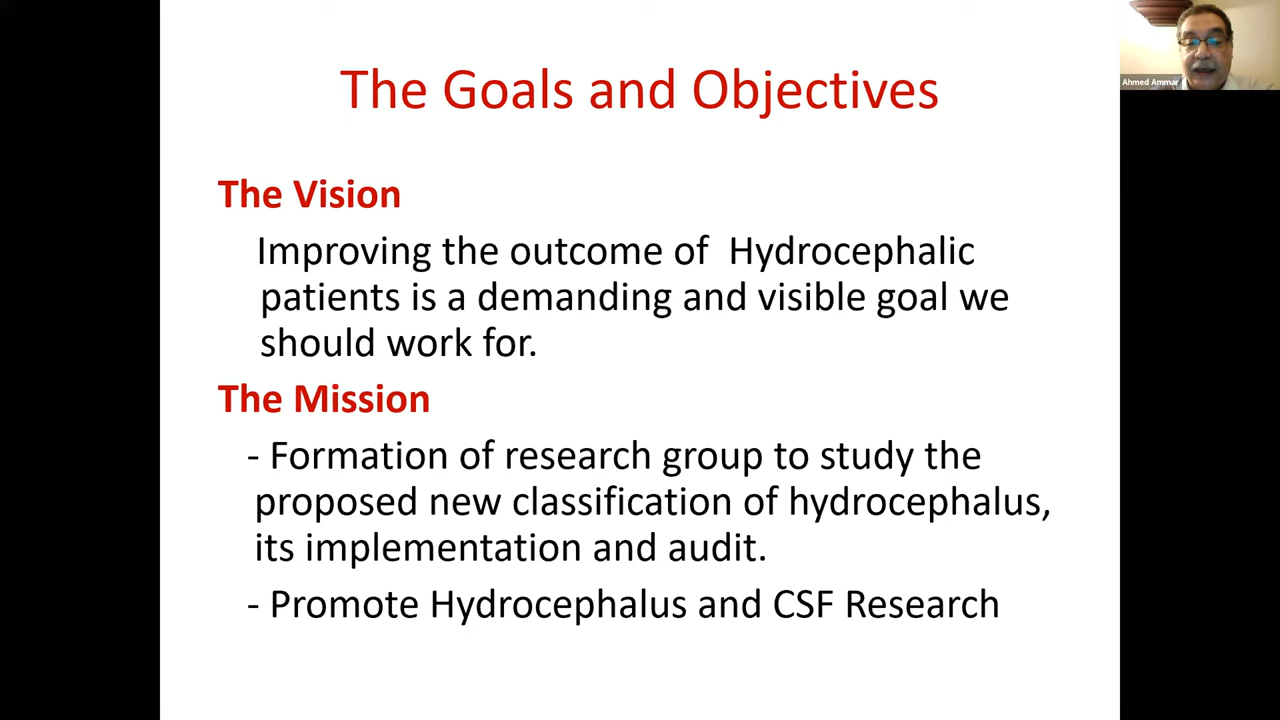 The Goals and Objectives
Ahmed Ammar
The Vision
Improving the outcome of Hydrocephalic
patients is a demanding and visible goal we
should work for.
The Mission
- Formation of research group to study the
proposed new classification of hydrocephalus,
its implementation and audit.
- Promote Hydrocephalus and CSF Research